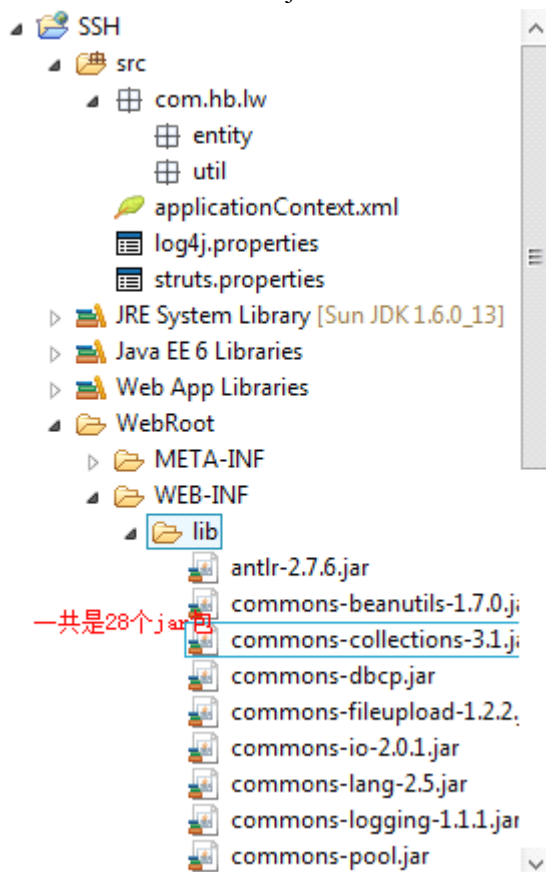 SSH
src
com.hb.lw
entity
util
applicationContext.xml
log4j.properties
struts.properties
JRE System Library [Sun JDK 1.6.0_13]
Java EE 6 Libraries
Web App Libraries
WebRoot
META-INF
WEB-INF
lib
antlr-2.7.6.jar
commons-beanutils-1.7.0.ja
一共是28个jar包
commons-collections-3.1.ja
commons-dbcp.jar
commons-fileupload-1.2.2.
commons-io-2.0.1.jar
commons-lang-2.5.jar
commons-logging-1.1.1.jar
commons-pool.jar